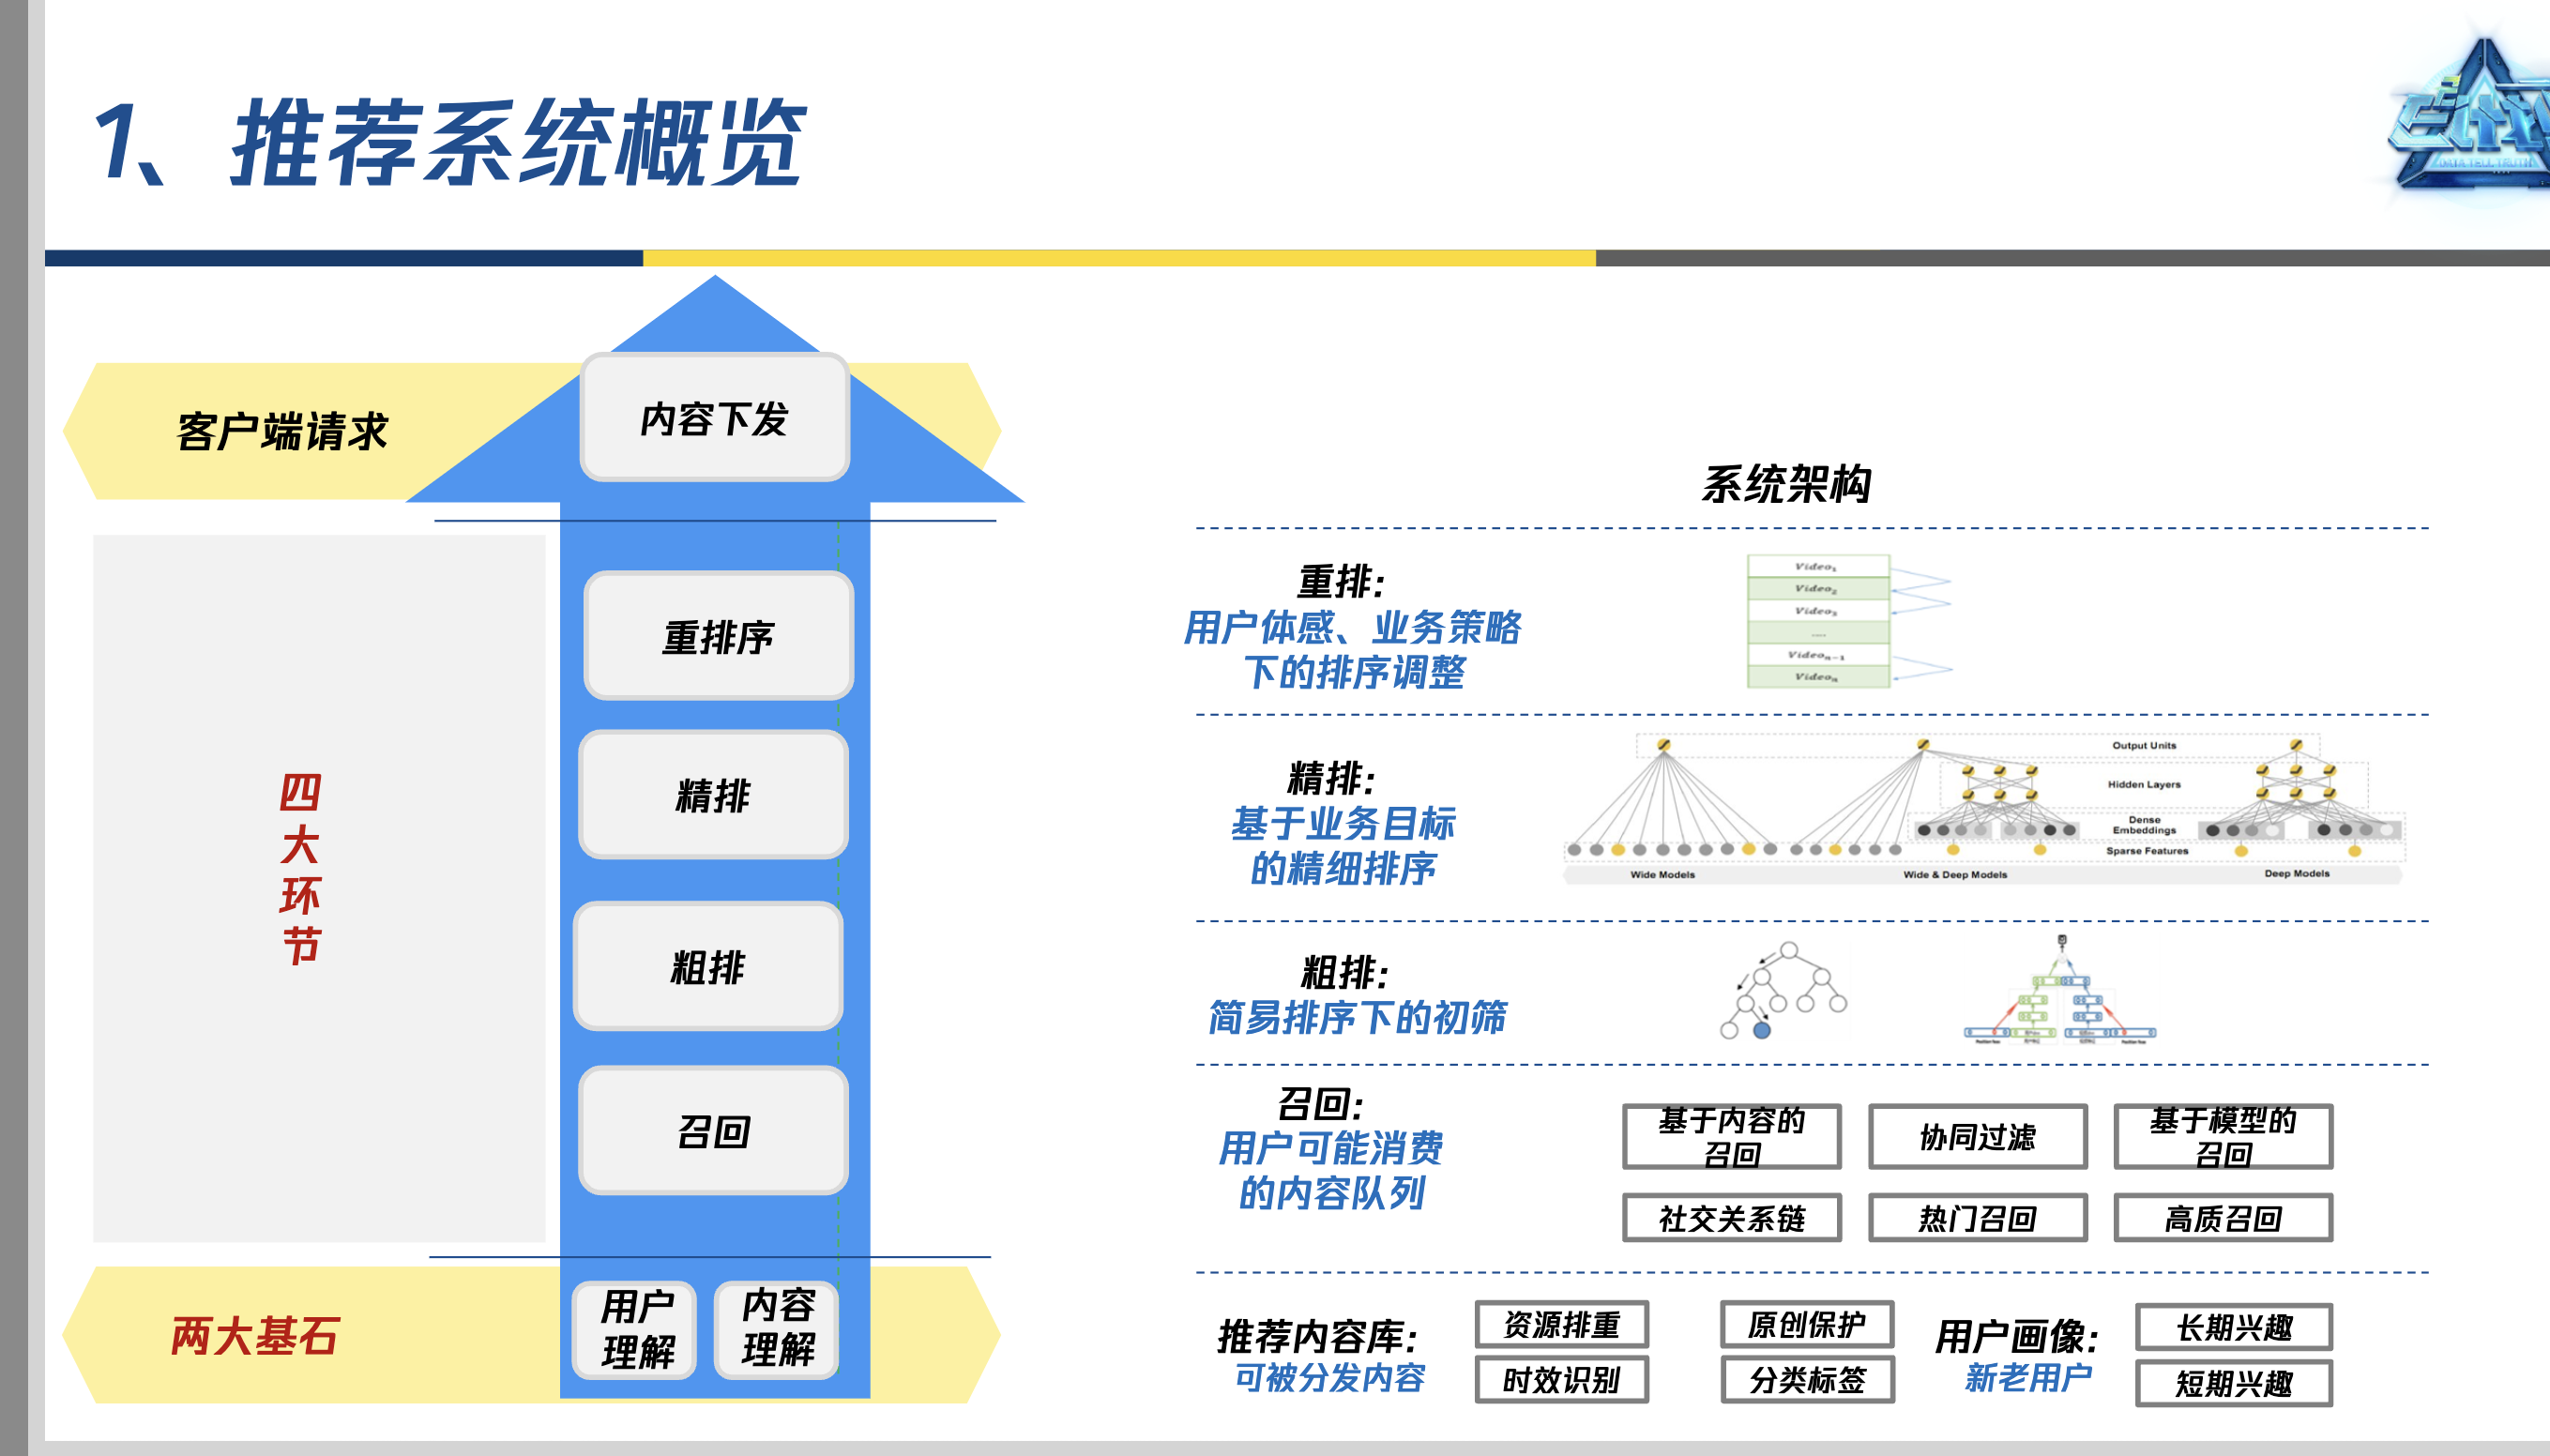 1、推荐系统概览
DATA TELL TRUTH
客户端请求
内容下发
四
大
环
节
重排序
精排
粗排
召回
两大基石
用户
理解
内容
理解
系统架构
重排:
用户体感、业务策略
下的排序调整
Video1
Video2
Video3
.....
Videon−1
Videon
精排:
基于业务目标
的精细排序
Output Units
Hidden Layers
Dense
Embeddings
Sparse Features
Wide Models
Wide & Deep Models
Deep Models
粗排:
简易排序下的初筛
召回:
用户可能消费
的内容队列
基于内容的
召回
协同过滤
基于模型的
召回
社交关系链
热门召回
高质召回
推荐内容库:
可被分发内容
资源排重
原创保护
时效识别
分类标签
用户画像:
新老用户
长期兴趣
短期兴趣